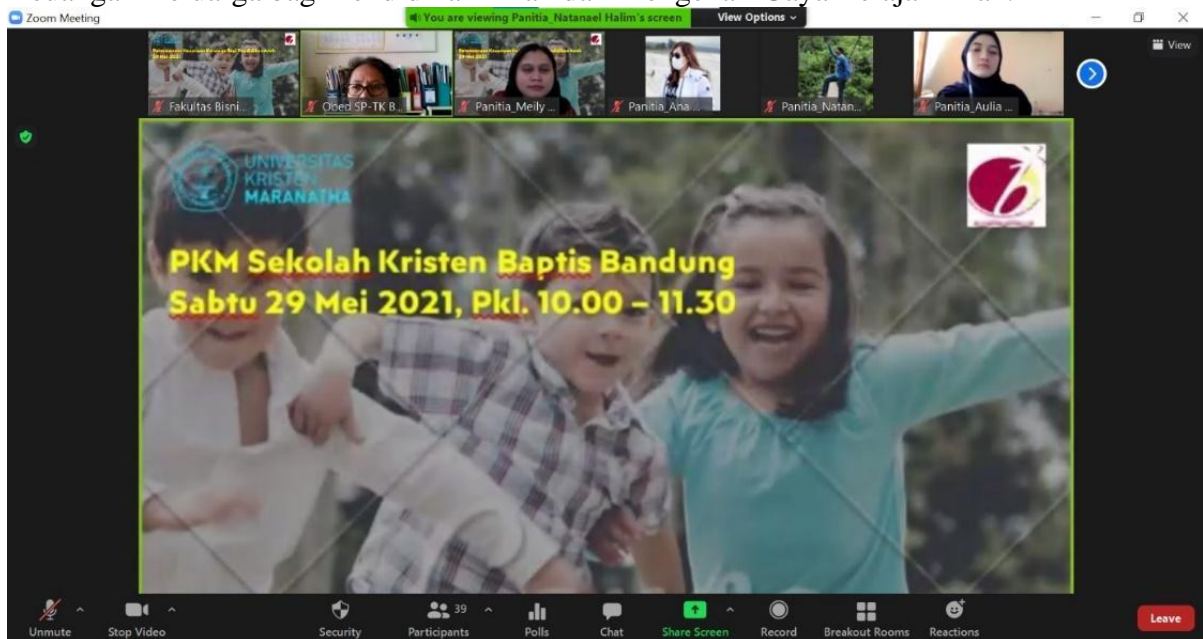 Zoom Meeting
You are viewing Panitia_Natanael Halim's screen
View Options
View
Fakultas Bisni...
Obed SP-TK B...
Panitia_Meily ...
Panitia_Ana ...
Panitia_Natan...
Panitia_Aulia ...
UNIVERSITAS
KRISTEN
MARANATHA
PKM Sekolah Kristen Baptis Bandung
Sabtu 29 Mei 2021, Pkl. 10.00 – 11.30
Unmute
Stop Video
Security
39
Participants
Polls
Chat
Share Screen
Record
Breakout Rooms
Reactions
Leave